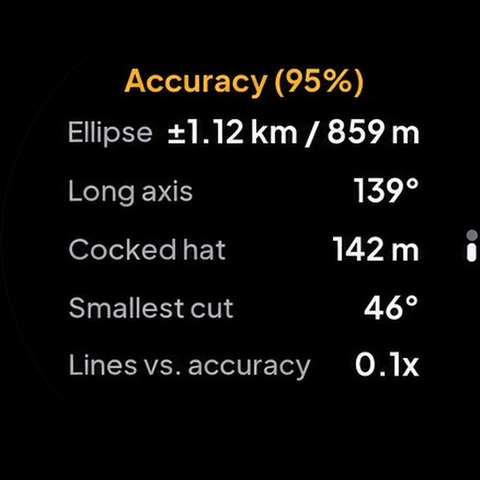 Accuracy (95%)
Ellipse ±1.12 km / 859 m
Long axis 139°
Cocked hat 142 m
Smallest cut 46°
Lines vs. accuracy 0.1x